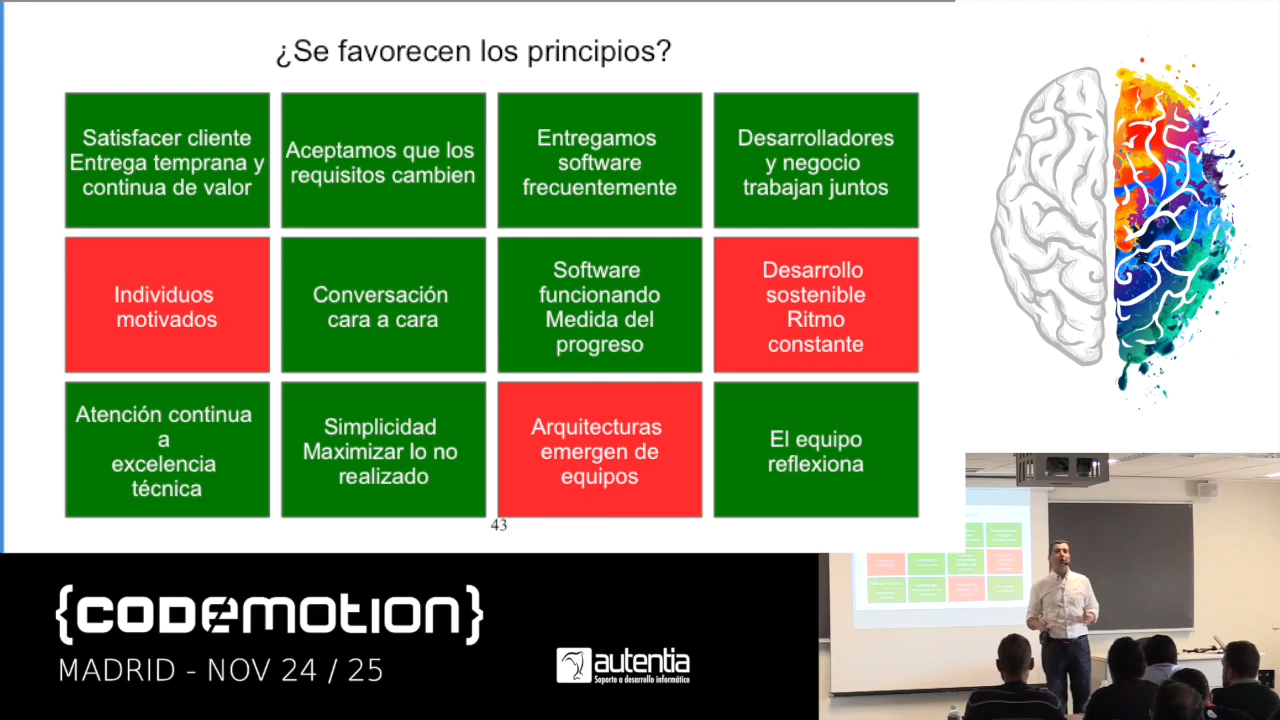 ¿Se favorecen los principios?
Satisfacer cliente
Entrega temprana y
continua de valor
Aceptamos que los
requisitos cambien
Entregamos
software
frecuentemente
Desarrolladores
y negocio
trabajan juntos
Individuos
motivados
Conversación
cara a cara
Software
funcionando
Medida del
progreso
Desarrollo
sostenible
Ritmo
constante
Atención continua
a
excelencia
técnica
Simplicidad
Maximizar lo no
realizado
Arquitecturas
emergen de
equipos
El equipo
reflexiona
43
{CODEMOTION}
MADRID - NOV 24 / 25
autentia
Soporte a desarrollo informático